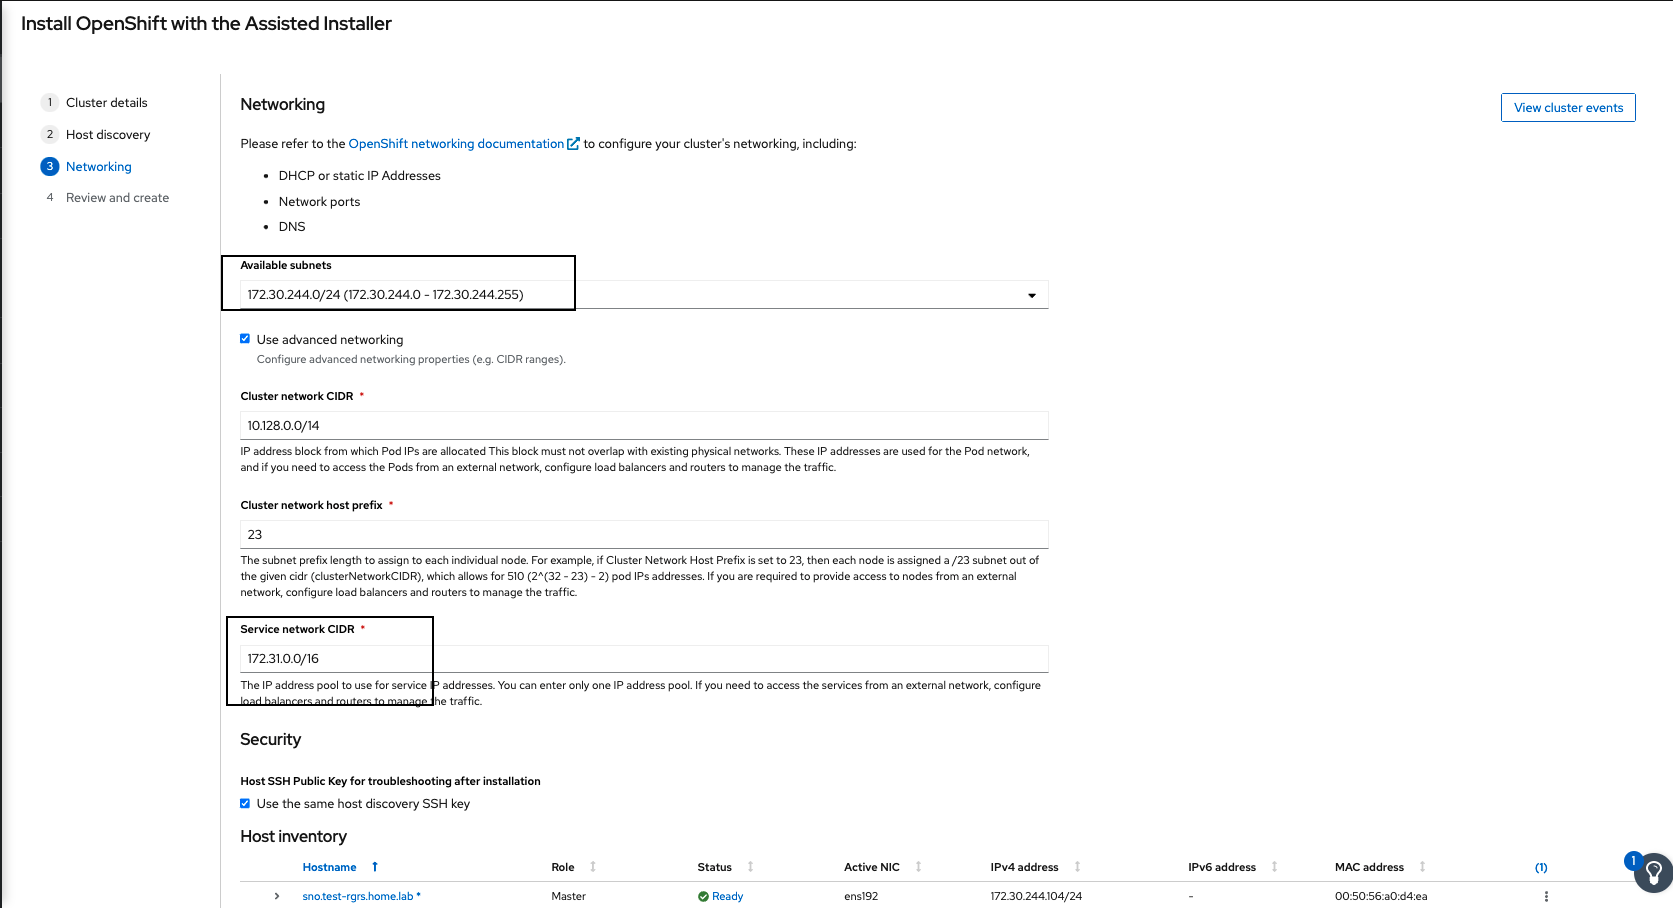 Install OpenShift with the Assisted Installer
1 Cluster details
2 Host discovery
3 Networking
4 Review and create
Networking
View cluster events
Please refer to the OpenShift networking documentation to configure your cluster's networking, including:
• DHCP or static IP Addresses
• Network ports
• DNS
Available subnets
172.30.244.0/24 (172.30.244.0 - 172.30.244.255)
Use advanced networking
Configure advanced networking properties (e.g. CIDR ranges).
Cluster network CIDR *
10.128.0.0/14
IP address block from which Pod IPs are allocated This block must not overlap with existing physical networks. These IP addresses are used for the Pod network,
and if you need to access the Pods from an external network, configure load balancers and routers to manage the traffic.
Cluster network host prefix *
23
The subnet prefix length to assign to each individual node. For example, if Cluster Network Host Prefix is set to 23, then each node is assigned a /23 subnet out of
the given cidr (clusterNetworkCIDR), which allows for 510 (2^(32 - 23) - 2) pod IPs addresses. If you are required to provide access to nodes from an external
network, configure load balancers and routers to manage the traffic.
Service network CIDR *
172.31.0.0/16
The IP address pool to use for service IP addresses. You can enter only one IP address pool. If you need to access the services from an external network, configure
load balancers and routers to manage the traffic.
Security
Host SSH Public Key for troubleshooting after installation
Use the same host discovery SSH key
Host inventory
Hostname Role Status Active NIC IPv4 address IPv6 address MAC address (1)
sno.test-rgrs.home.lab * Master Ready ens192 172.30.244.104/24 - 00:50:56:a0:d4:ea
1